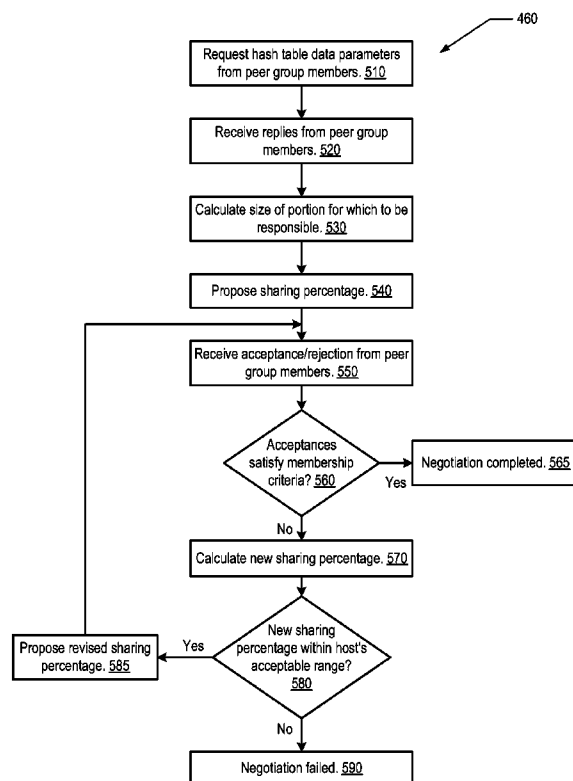 460
Request hash table data parameters
from peer group members. 510
Receive replies from peer group
members. 520
Calculate size of portion for which to be
responsible. 530
Propose sharing percentage. 540
Receive acceptance/rejection from peer
group members. 550
Acceptances
satisfy membership
criteria? 560
Yes
Negotiation completed. 565
No
Calculate new sharing percentage. 570
New sharing
percentage within host's
acceptable range?
580
Yes
Propose revised sharing
percentage. 585
No
Negotiation failed. 590